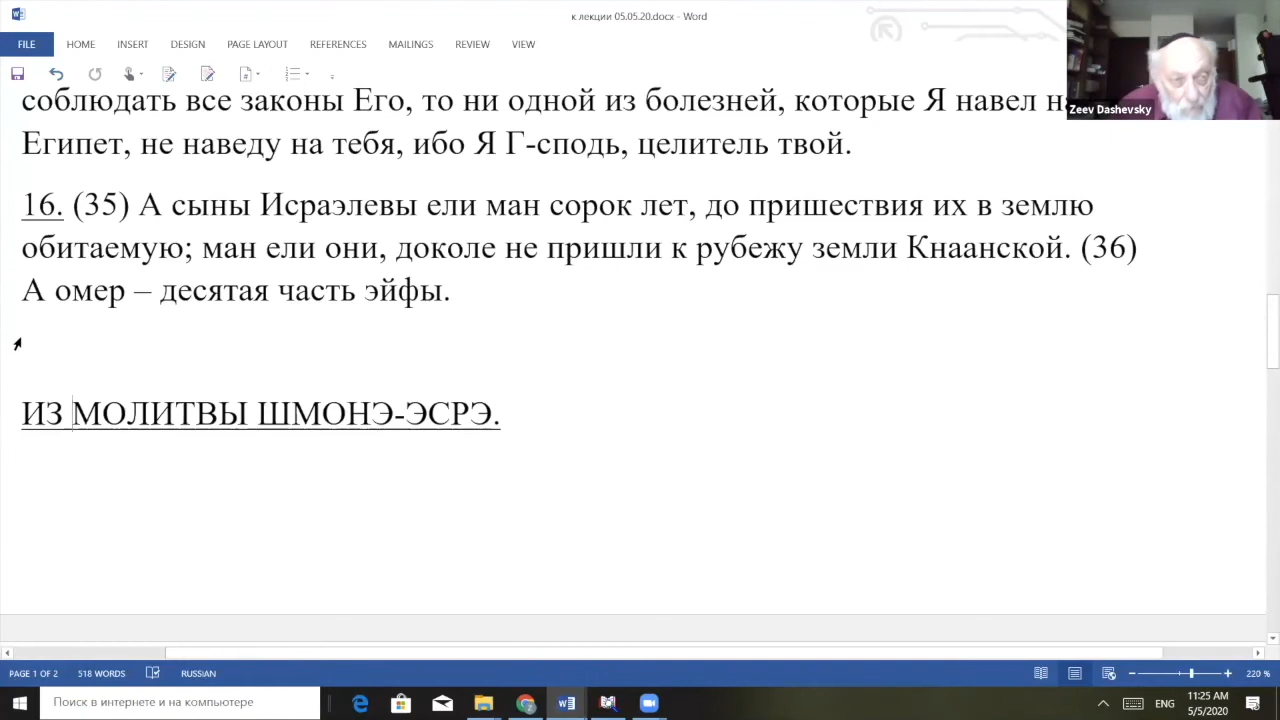 к лекции 05.05.20.docx - Word
FILE HOME INSERT DESIGN PAGE LAYOUT REFERENCES MAILINGS REVIEW VIEW
Zeev Dashevsky
соблюдать все законы Его, то ни одной из болезней, которые Я навел
Египет, не наведу на тебя, ибо Я Г-сподь, целитель твой.
16. (35) А сыны Исраэлевы ели ман сорок лет, до пришествия их в землю
обитаемую; ман ели они, доколе не пришли к рубежу земли Кнаанской. (36)
А омер – десятая часть эйфы.
ИЗ МОЛИТВЫ ШМОНЭ-ЭСРЭ.
PAGE 1 OF 2 518 WORDS RUSSIAN 220 %
Поиск в интернете и на компьютере
ENG
11:25 AM
5/5/2020